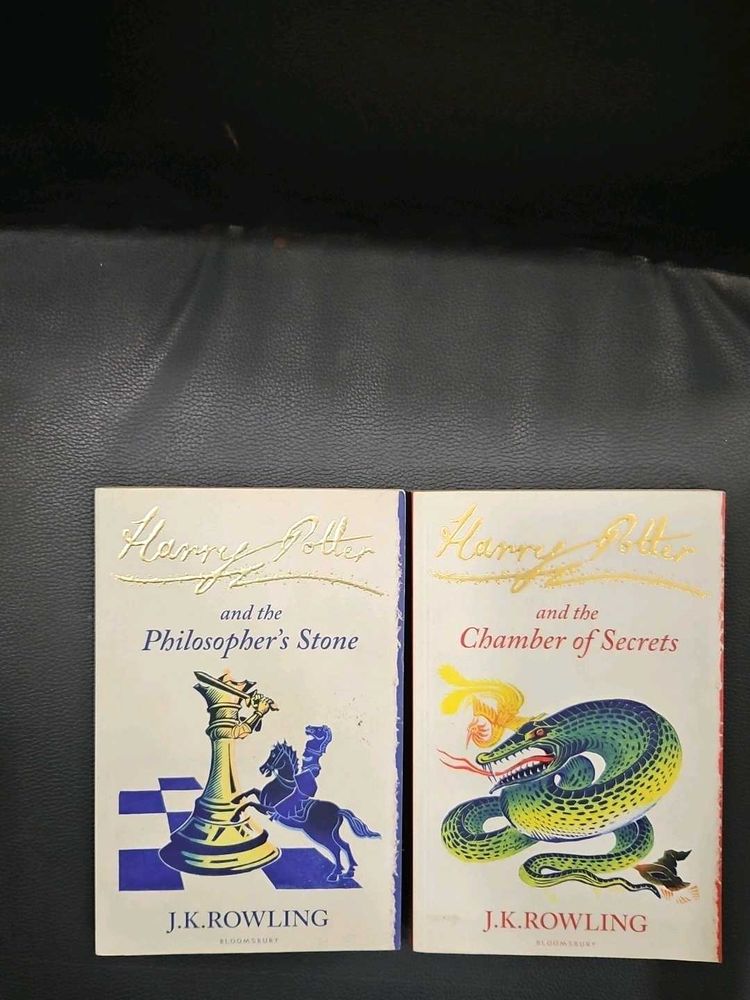 Harry Potter
and the
Philosopher's Stone
J.K.ROWLING
BLOOMSBURY
Harry Potter
and the
Chamber of Secrets
J.K.ROWLING
BLOOMSBURY